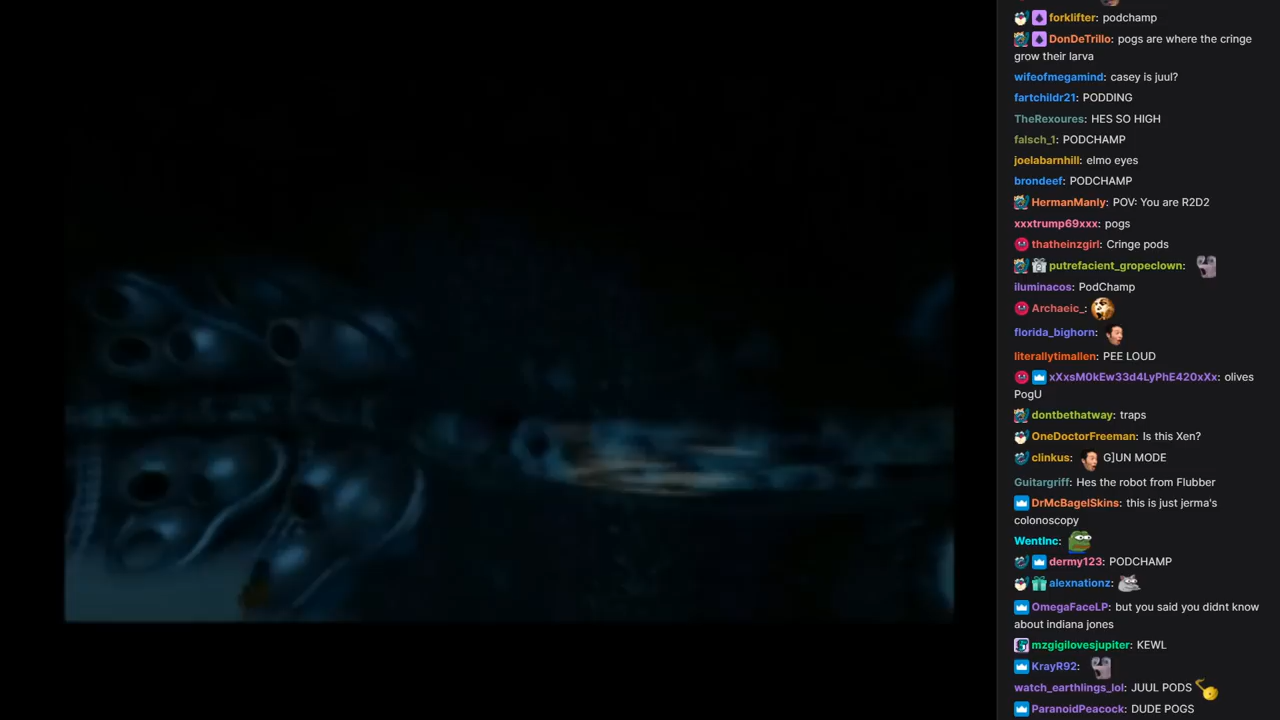 forklifter: podchamp
DonDeTrillo: pogs are where the cringe
grow their larva
wifeofmegamind: casey is juul?
fartchildr21: PODDING
TheRexoures: HES SO HIGH
falsch_1: PODCHAMP
joelabarnhill: elmo eyes
brondeef: PODCHAMP
HermanManly: POV: You are R2D2
xxxtrump69xxx: pogs
thatheinzgirl: Cringe pods
putrefacient_gropeclown:
iluminacos: PodChamp
Archaeic_:
florida_bighorn:
literallytimallen: PEE LOUD
xXxsM0kEw33d4LyPhE420xXx: olives
PogU
dontbethatway: traps
OneDoctorFreeman: Is this Xen?
clinkus: G]UN MODE
Guitargriff: Hes the robot from Flubber
DrMcBagelSkins: this is just jerma's
colonoscopy
WentInc:
dermy123: PODCHAMP
alexnationz:
OmegaFaceLP: but you said you didnt know
about indiana jones
mzgigilovesjupiter: KEWL
KrayR92:
watch_earthlings_lol: JUUL PODS
ParanoidPeacock: DUDE POGS